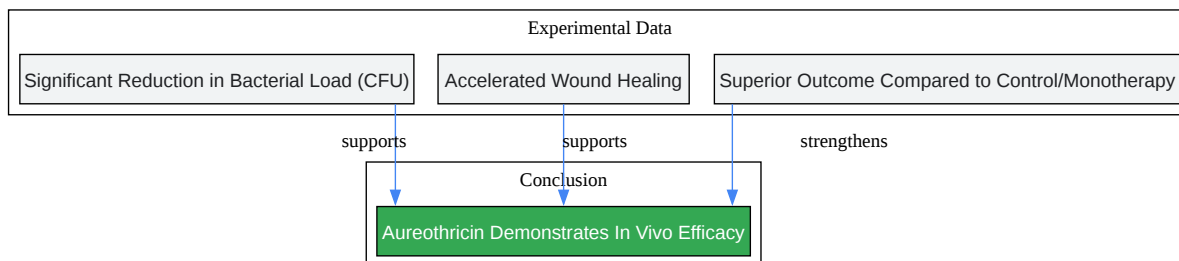 Experimental Data
Significant Reduction in Bacterial Load (CFU)
Accelerated Wound Healing
Superior Outcome Compared to Control/Monotherapy
supports
supports
strengthens
Conclusion
Aureothricin Demonstrates In Vivo Efficacy